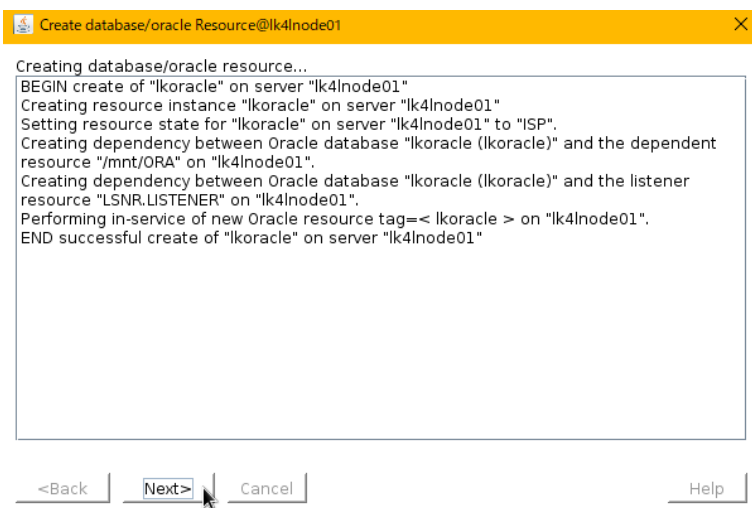 Create database/oracle Resource@lk4lnode01
Creating database/oracle resource...
BEGIN create of "lkoracle" on server "lk4lnode01"
Creating resource instance "lkoracle" on server "lk4lnode01"
Setting resource state for "lkoracle" on server "lk4lnode01" to "ISP".
Creating dependency between Oracle database "lkoracle (lkoracle)" and the dependent
resource "/mnt/ORA" on "lk4lnode01".
Creating dependency between Oracle database "lkoracle (lkoracle)" and the listener
resource "LSNR.LISTENER" on "lk4lnode01".
Performing in-service of new Oracle resource tag=< lkoracle > on "lk4lnode01".
END successful create of "lkoracle" on server "lk4lnode01"
<Back Next> Cancel Help